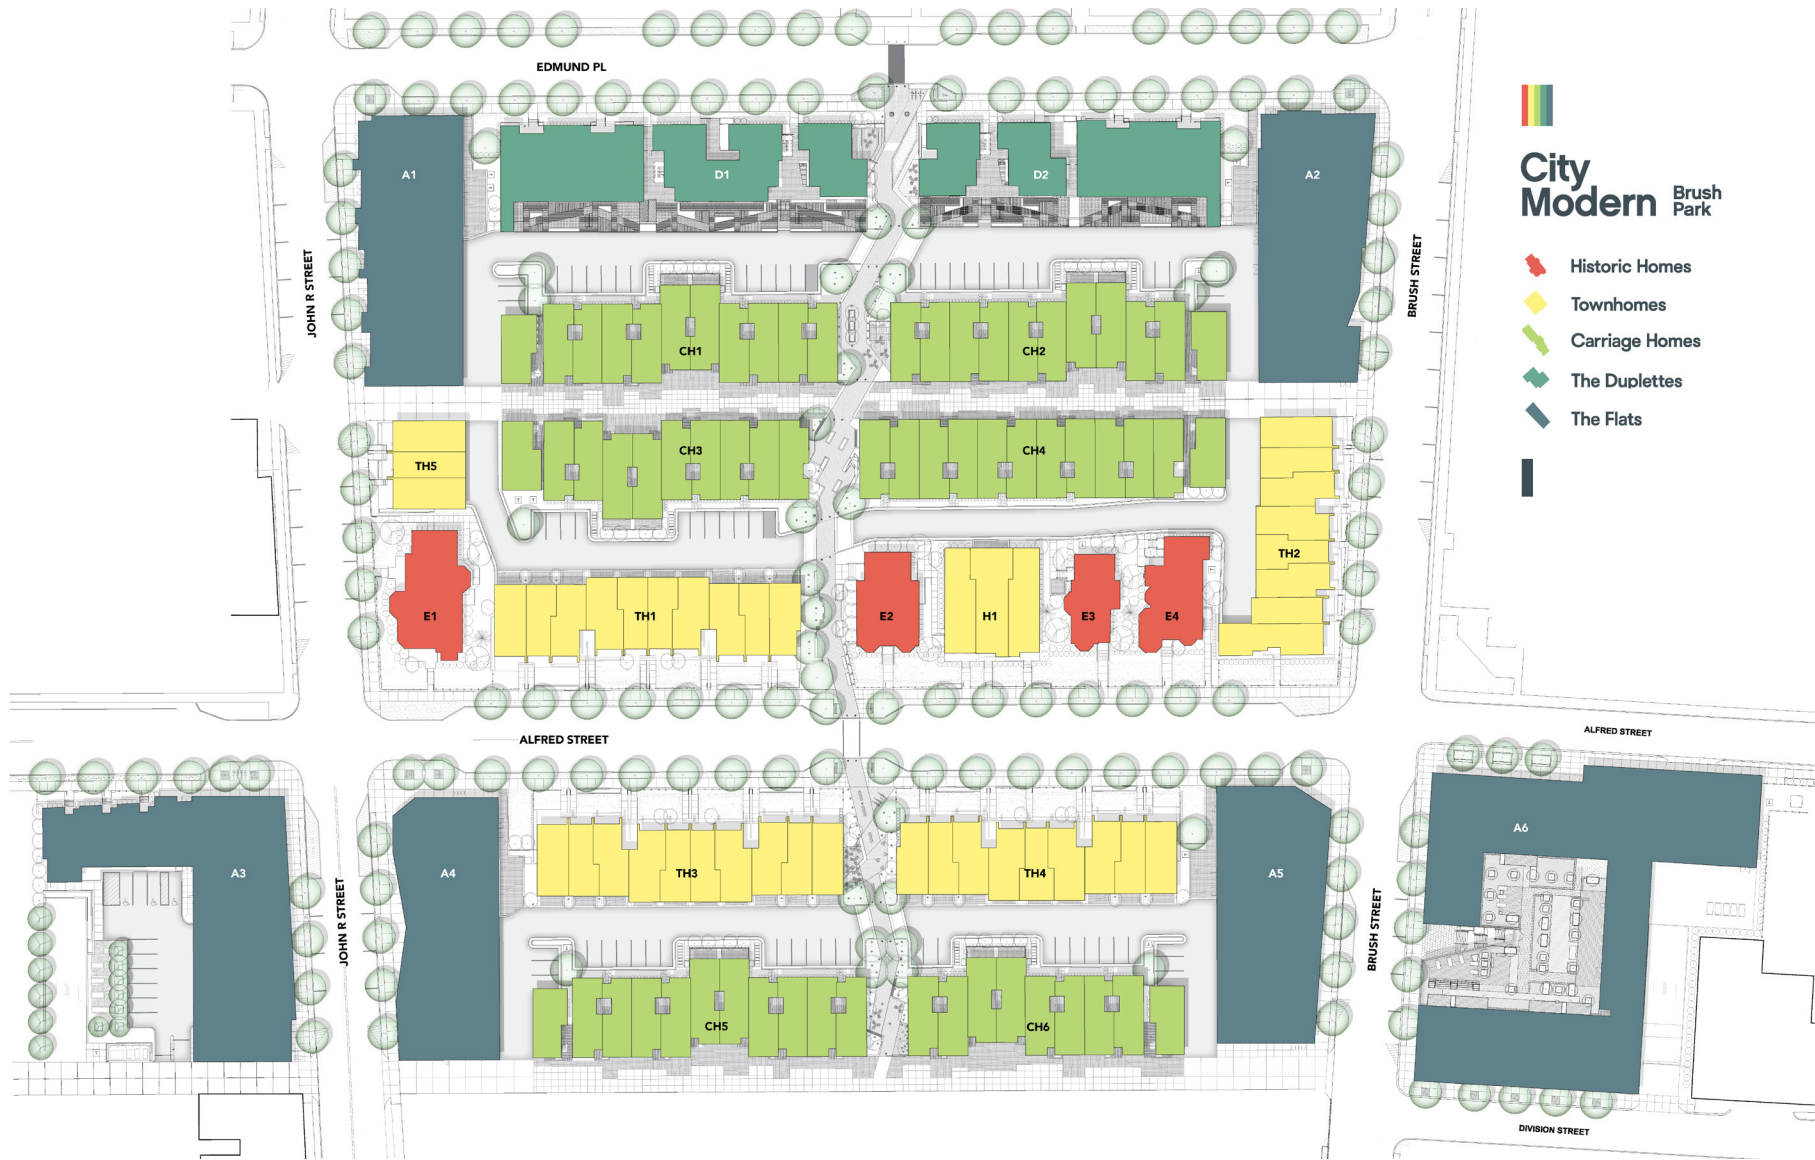 EDMUND PL
A1
D1
D2
A2
City
Modern
Brush
Park
JOHN R STREET
BRUSH STREET
Historic Homes
Townhomes
Carriage Homes
The Duplettes
The Flats
CH1
CH2
CH3
CH4
TH5
TH2
E1
TH1
E2
H1
E3
E4
ALFRED STREET
ALFRED STREET
A3
A4
TH3
TH4
A5
A6
JOHN R STREET
BRUSH STREET
CH5
CH6
DIVISION STREET